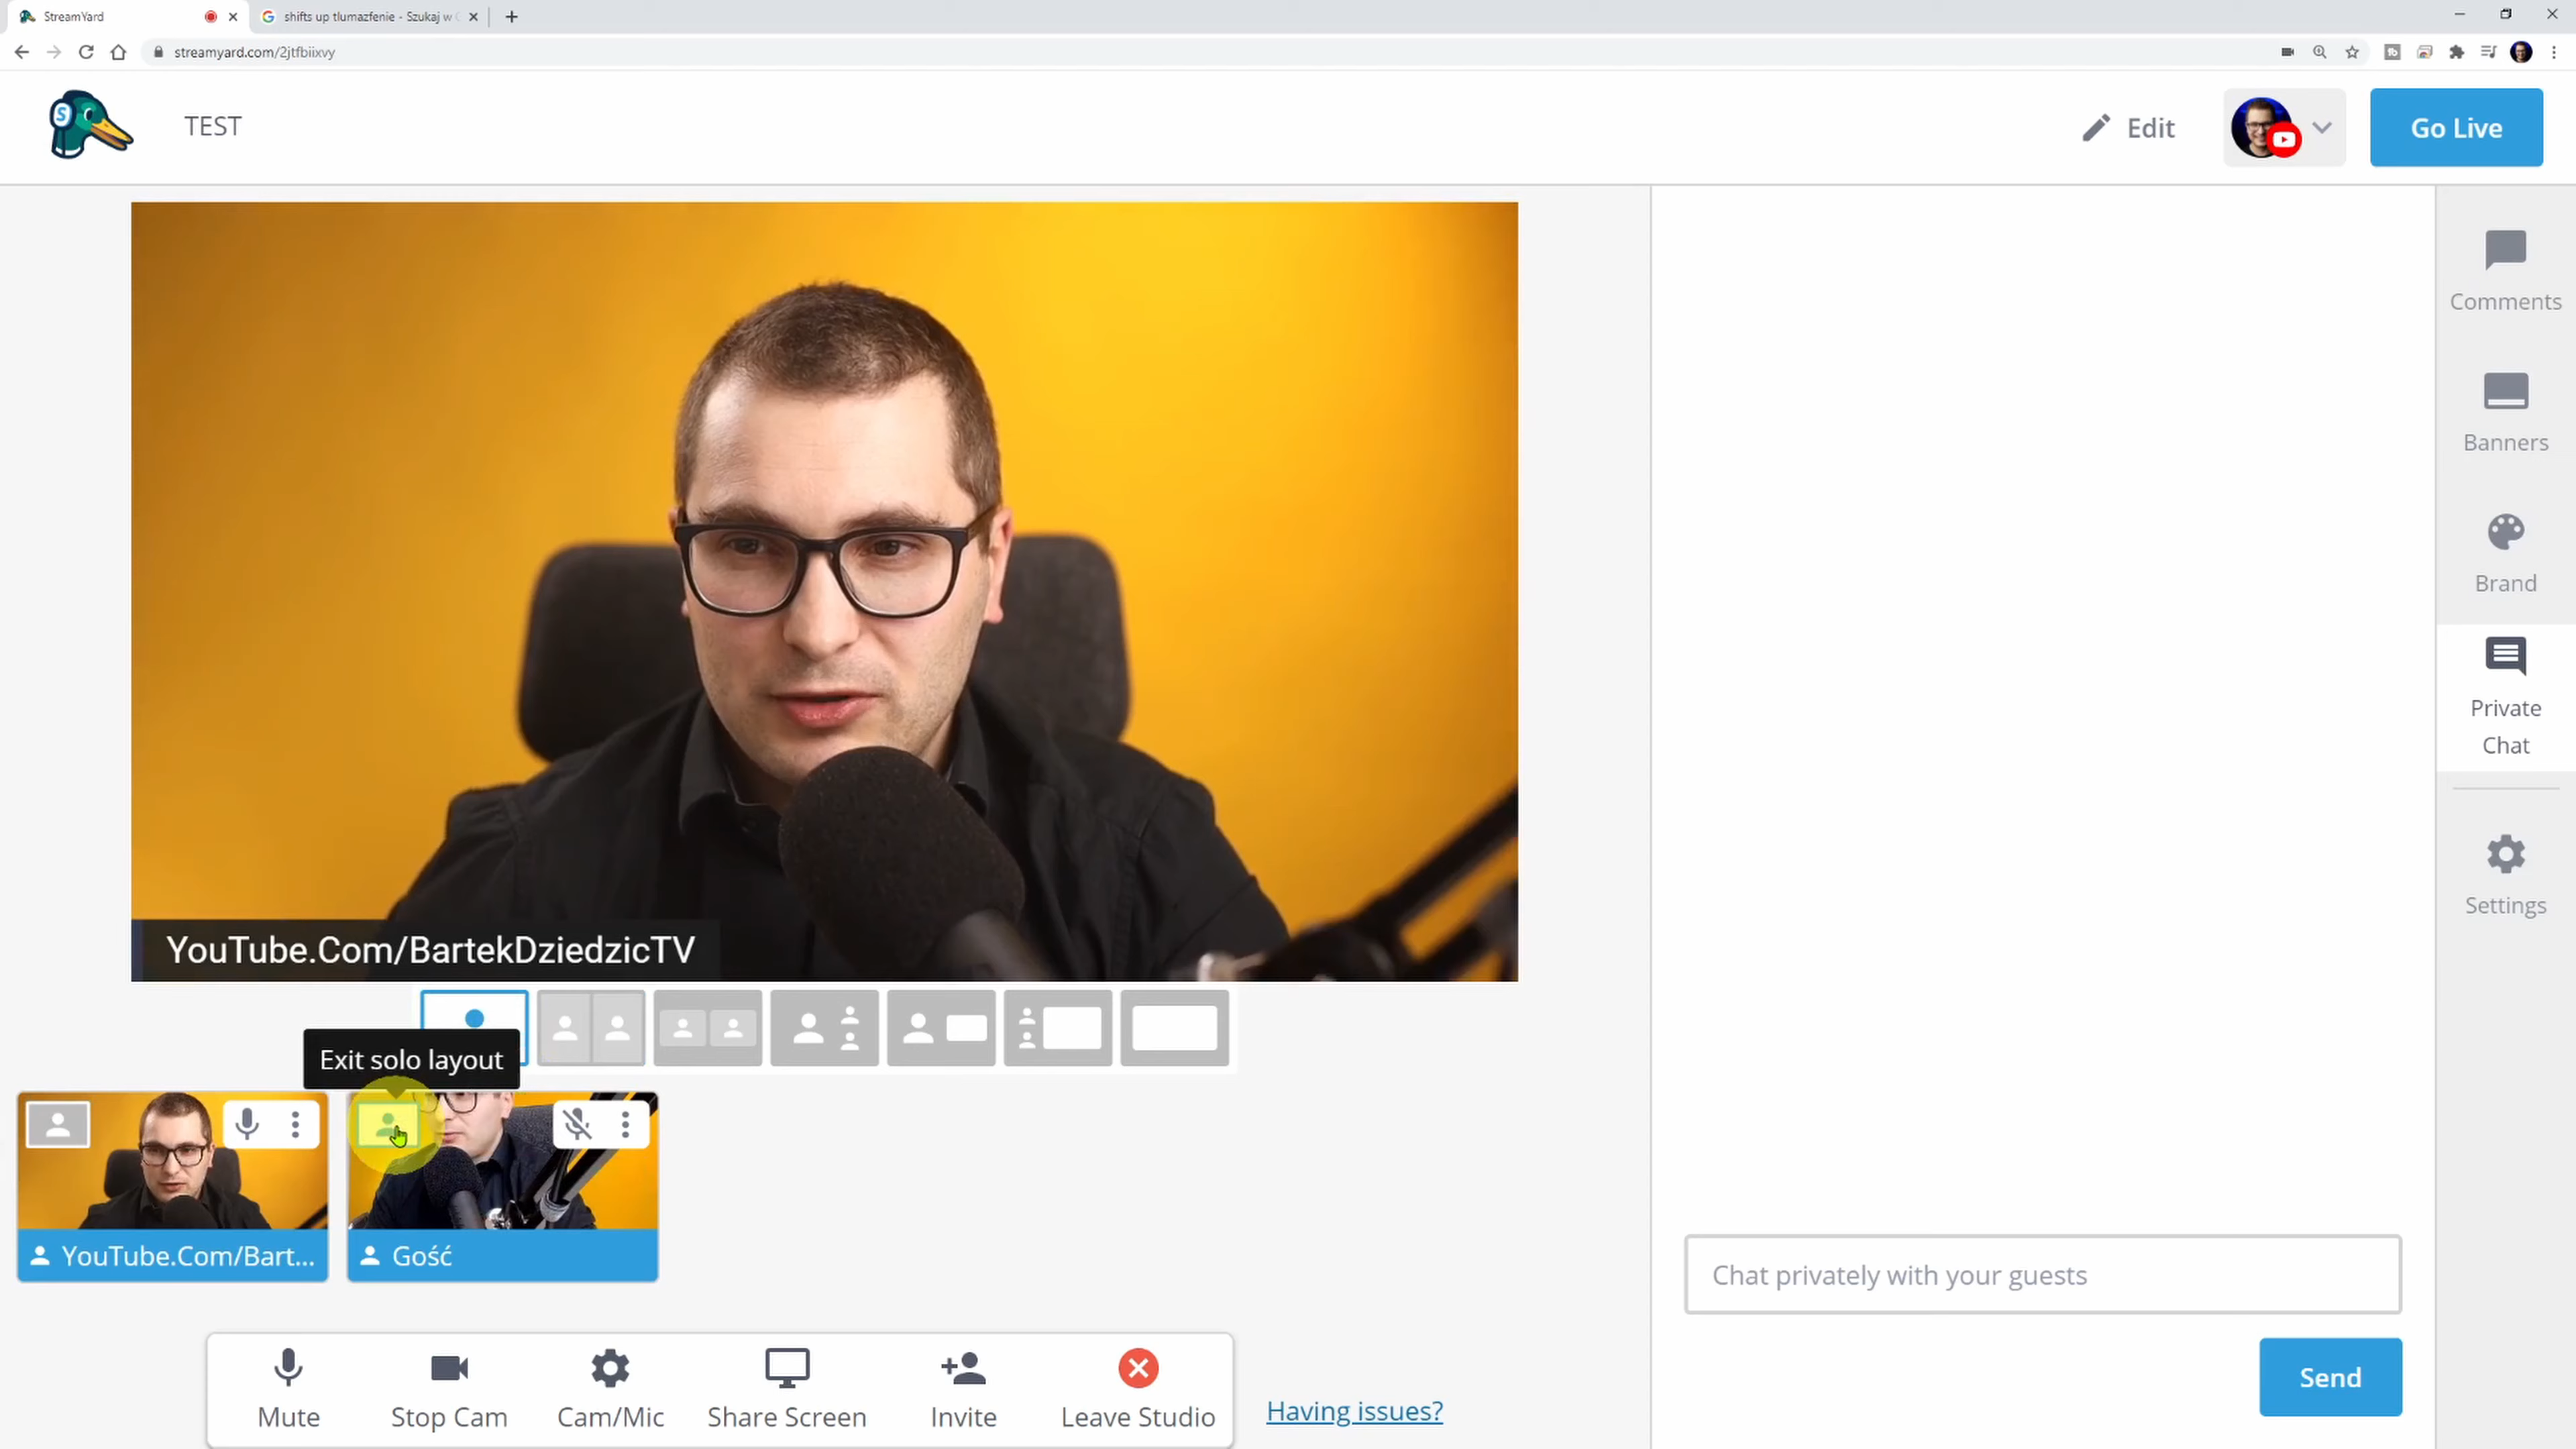 StreamYard
shifts up tlumazfenie - Szukaj w
streamyard.com/2jtfbiixvy
TEST
Edit
Go Live
Comments
Banners
Brand
Private
Chat
Settings
YouTube.Com/BartekDziedzicTV
Exit solo layout
YouTube.Com/Bart...
Gość
Chat privately with your guests
Send
Mute
Stop Cam
Cam/Mic
Share Screen
Invite
Leave Studio
Having issues?